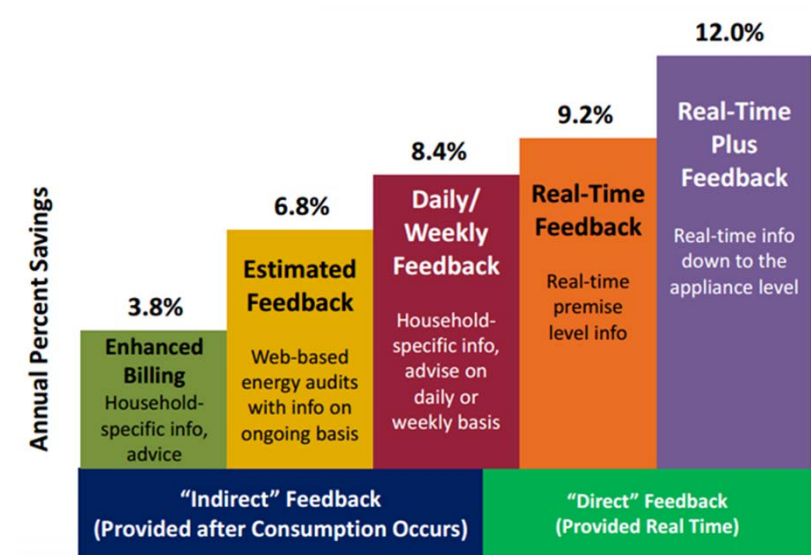 Annual Percent Savings
3.8%
Enhanced
Billing
Household-
specific info,
advice
6.8%
Estimated
Feedback
Web-based
energy audits
with info on
ongoing basis
8.4%
Daily/
Weekly
Feedback
Household-
specific info,
advise on
daily or
weekly basis
9.2%
Real-Time
Feedback
Real-time
premise
level info
12.0%
Real-Time
Plus
Feedback
Real-time info
down to the
appliance level
“Indirect” Feedback
(Provided after Consumption Occurs)
“Direct” Feedback
(Provided Real Time)